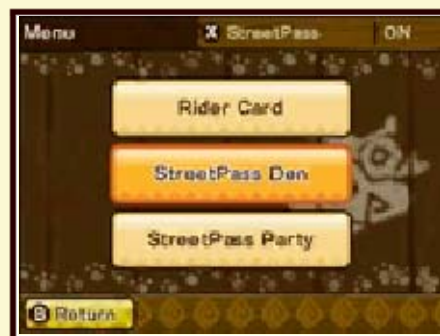 Menu X StreetPass ON
Rider Card
StreetPass Den
StreetPass Party
B Return